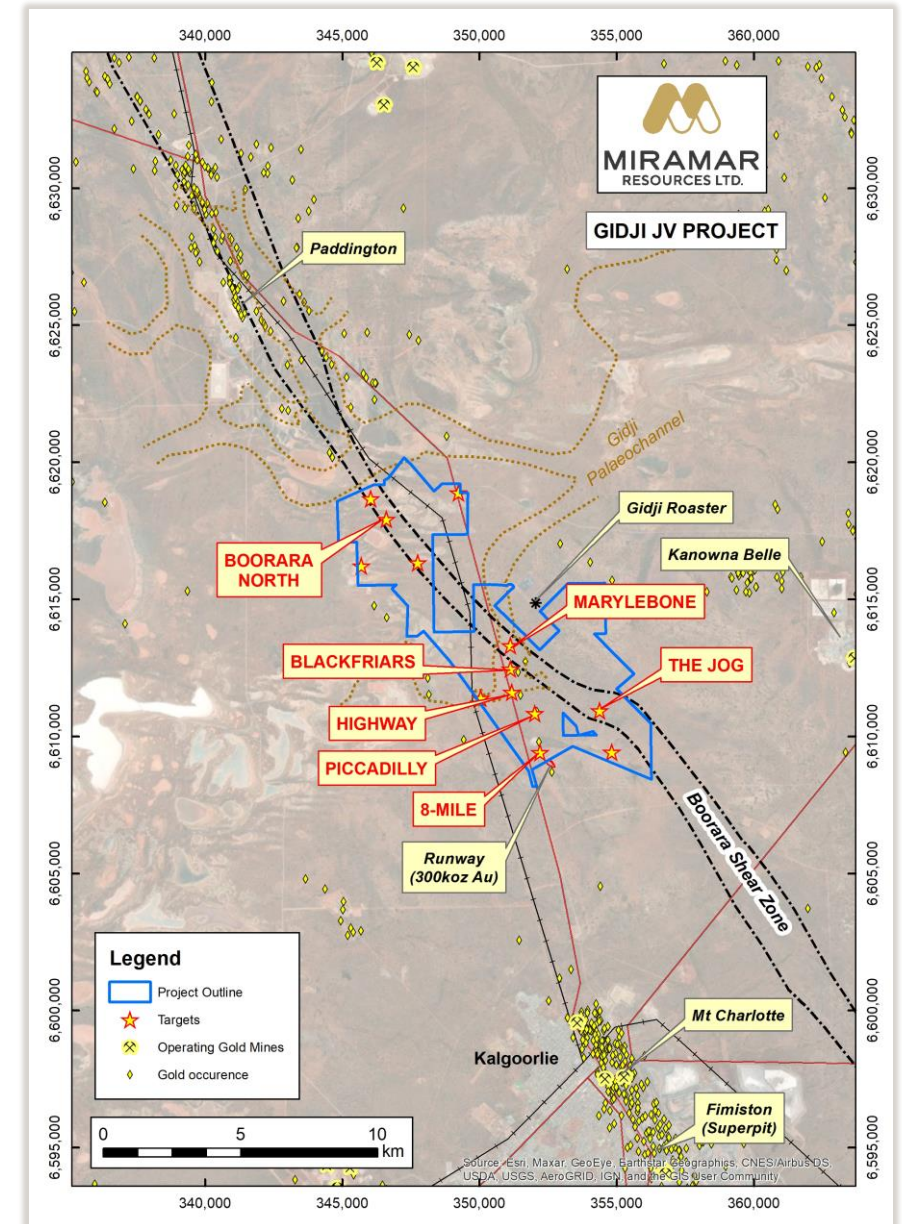 340,000 345,000 350,000 355,000 360,000
MIRAMAR
RESOURCES LTD.
GIDJI JV PROJECT
6,630,000 6,630,000
Paddington
6,625,000 6,625,000
Gidji
Palaeochannel
6,620,000 6,620,000
Gidji Roaster
Kanowna Belle
BOORARA
NORTH
6,615,000 6,615,000
MARYLEBONE
BLACKFRIARS
THE JOG
HIGHWAY
6,610,000 6,610,000
PICCADILLY
8-MILE
Runway
(300koz Au)
Boorara Shear Zone
6,605,000 6,605,000
Legend
Project Outline
Targets
Operating Gold Mines
Gold occurence
6,600,000 6,600,000
Mt Charlotte
Kalgoorlie
Fimiston
(Superpit)
0 5 10
km
6,595,000 6,595,000
Source: Esri, Maxar, GeoEye, Earthstar Geographics, CNES/Airbus DS,
USDA, USGS, AeroGRID, IGN, and the GIS User Community
340,000 345,000 350,000 355,000 360,000